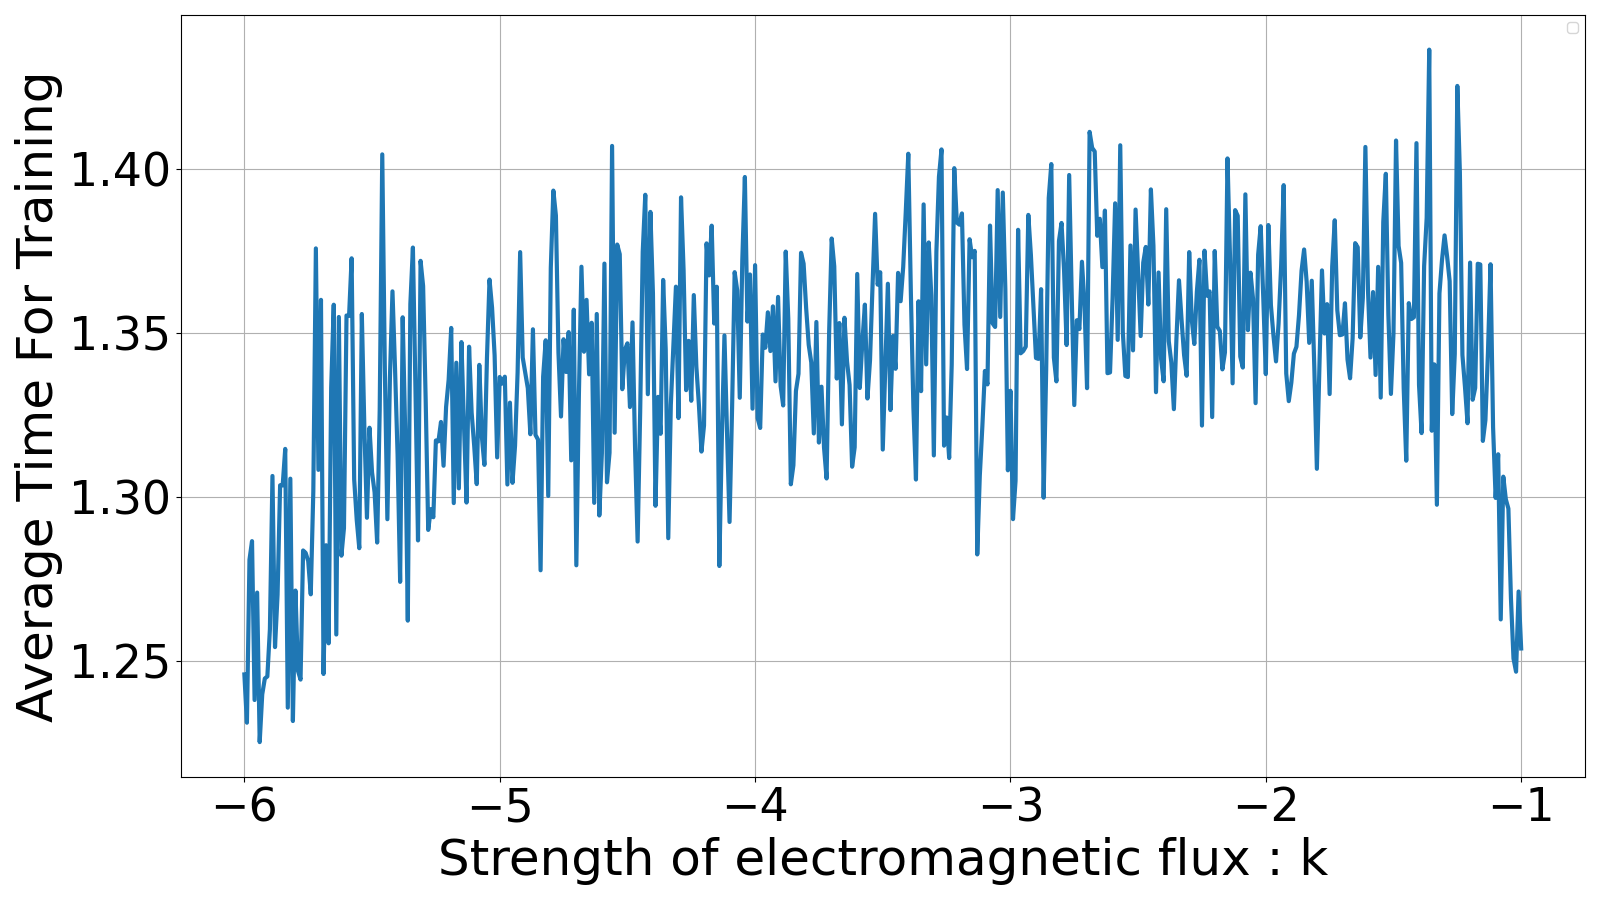 Average Time For Training
1.40
1.35
1.30
1.25
−6 −5 −4 −3 −2 −1
Strength of electromagnetic flux : k